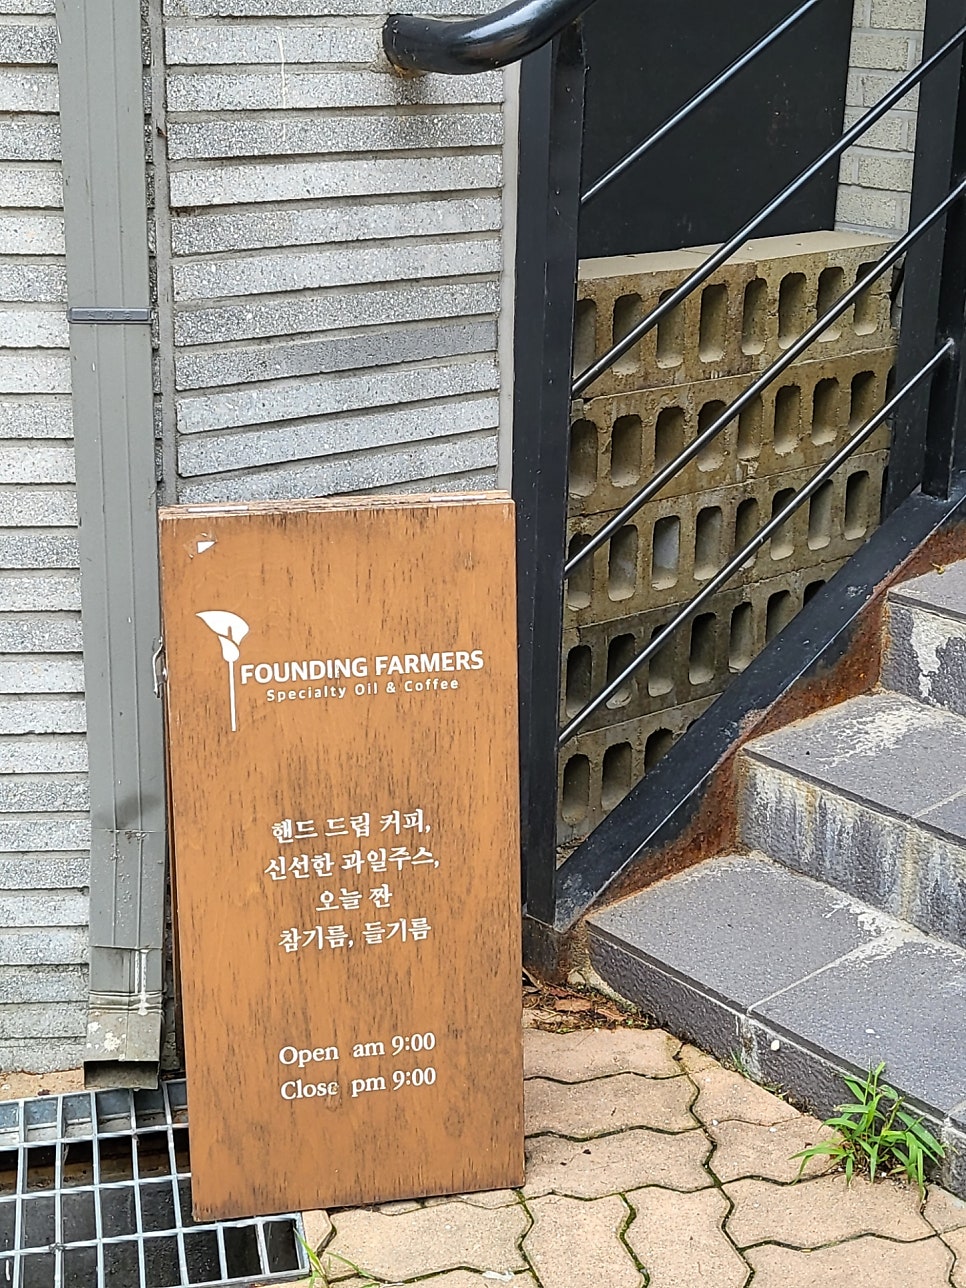 FOUNDING FARMERS
Specialty Oil & Coffee
핸드 드립 커피,
신선한 과일주스,
오늘 짠
참기름, 들기름
Open am 9:00
Close pm 9:00